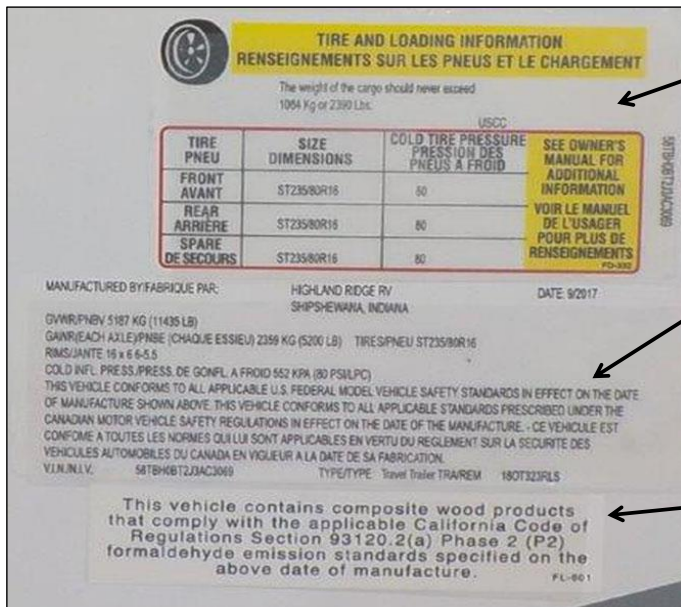 TIRE AND LOADING INFORMATION
RENSEIGNEMENTS SUR LES PNEUS ET LE CHARGEMENT
The weight of the cargo should never exceed
1084 Kg or 2390 Lbs.
USCC
TIRE PNEU SIZE DIMENSIONS COLD TIRE PRESSURE PRESSION DES PNEUS A FROID
FRONT AVANT ST235/80R16 80
REAR ARRIÈRE ST235/80R16 80
SPARE DE SECOURS ST235/80R16 80
SEE OWNER'S
MANUAL FOR
ADDITIONAL
INFORMATION
VOIR LE MANUEL
DE L'USAGER
POUR PLUS DE
RENSEIGNEMENTS
58TBH0BT2J3AC3069
MANUFACTURED BY/FABRIQUE PAR: HIGHLAND RIDGE RV DATE: 9/2017
SHIPSHEWANA, INDIANA
GVWR/PNBV 5187 KG (11435 LB)
GAWR(EACH AXLE)/PNBE (CHAQUE ESSIEU) 2359 KG (5200 LB) TIRES/PNEU ST235/80R16
RIMS/JANTE 16 x 6 6-5.5
COLD INFL. PRESS./PRESS. DE GONFL. A FROID 552 KPA (80 PSI/LPC)
THIS VEHICLE CONFORMS TO ALL APPLICABLE U.S. FEDERAL MODEL VEHICLE SAFETY STANDARDS IN EFFECT ON THE DATE
OF MANUFACTURE SHOWN ABOVE. THIS VEHICLE CONFORMS TO ALL APPLICABLE STANDARDS PRESCRIBED UNDER THE
CANADIAN MOTOR VEHICLE SAFETY REGULATIONS IN EFFECT ON THE DATE OF THE MANUFACTURE. - CE VEHICULE EST
CONFOME A TOUTES LES NORMES QUI LUI SONT APPLICABLES EN VERTU DU REGLEMENT SUR LA SECURITE DES
VEHICULES AUTOMOBILES DU CANADA EN VIGUEUR A LA DATE DE SA FABRICATION.
V.I.N./N.I.V. 58TBH0BT2J3AC3069 TYPE/TYPE Travel Trailer TRA/REM 18OT323RLS
This vehicle contains composite wood products
that comply with the applicable California Code of
Regulations Section 93120.2(a) Phase 2 (P2)
formaldehyde emission standards specified on the
above date of manufacture.
FL-601